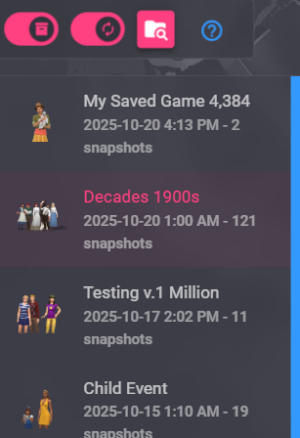 ?
My Saved Game 4,384
2025-10-20 4:13 PM - 2
snapshots
Decades 1900s
2025-10-20 1:00 AM - 121
snapshots
Testing v.1 Million
2025-10-17 2:02 PM - 11
snapshots
Child Event
2025-10-15 1:10 AM - 19
snapshots